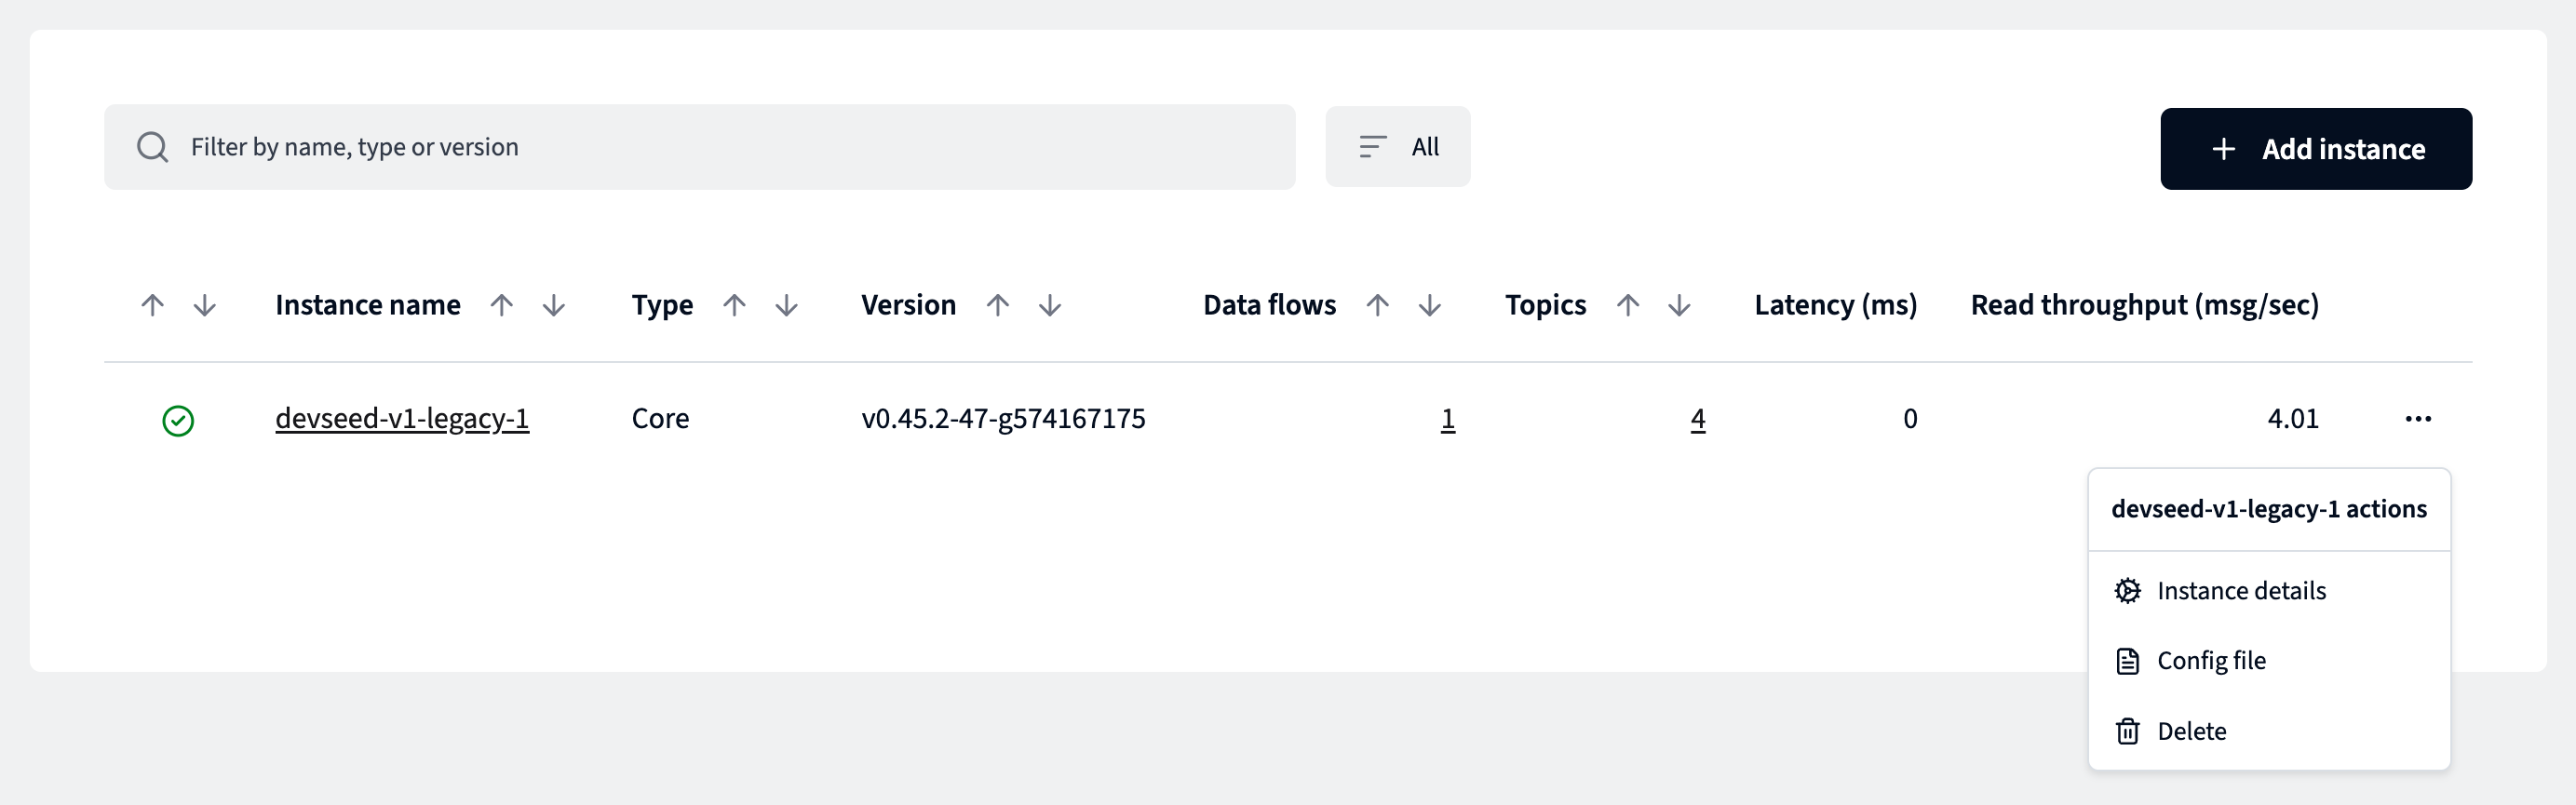 Filter by name, type or version
All
Add instance
Instance name Type Version Data flows Topics Latency (ms) Read throughput (msg/sec)
devseed-v1-legacy-1 Core v0.45.2-47-g574167175 1 4 0 4.01
devseed-v1-legacy-1 actions
Instance details
Config file
Delete